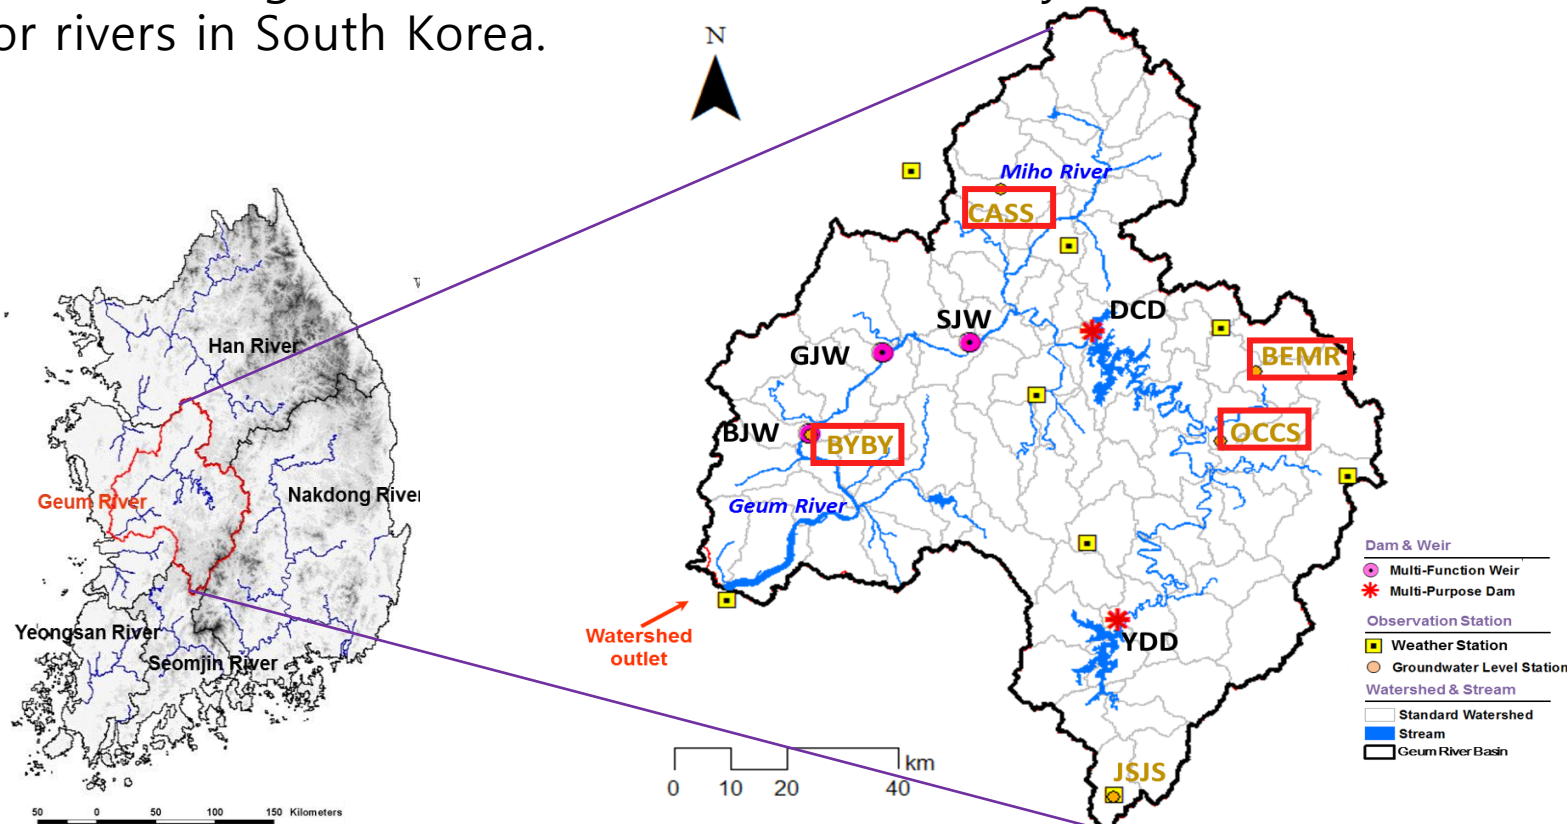 or rivers in South Korea.
N
Miho River
CASS
DCD
SJW
GJW
BEMR
BJW
BYBY
OCCS
Geum River
Watershed
outlet
YDD
JSJS
km
0 10 20 40
Han River
Geum River
Nakdong River
Yeongsan River
Seomjin River
50 0 50 100 150 Kilometers
Dam & Weir
Multi-Function Weir
Multi-Purpose Dam
Observation Station
Weather Station
Groundwater Level Station
Watershed & Stream
Standard Watershed
Stream
Geum River Basin